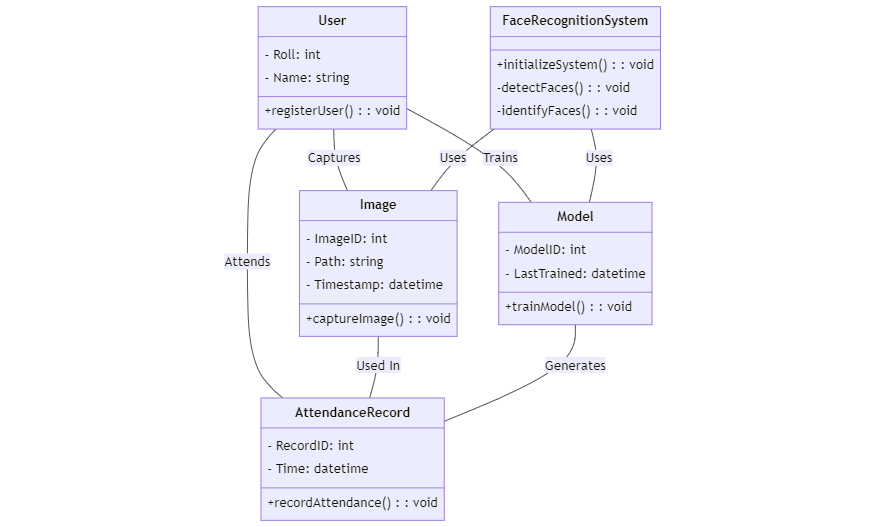 User
- Roll: int
- Name: string
+registerUser() : : void
FaceRecognitionSystem
+initializeSystem() : : void
-detectFaces() : : void
-identifyFaces() : : void
Captures
Uses
Trains
Uses
Image
- ImageID: int
- Path: string
- Timestamp: datetime
+captureImage() : : void
Model
- ModelID: int
- LastTrained: datetime
+trainModel() : : void
Attends
Used In
Generates
AttendanceRecord
- RecordID: int
- Time: datetime
+recordAttendance() : : void